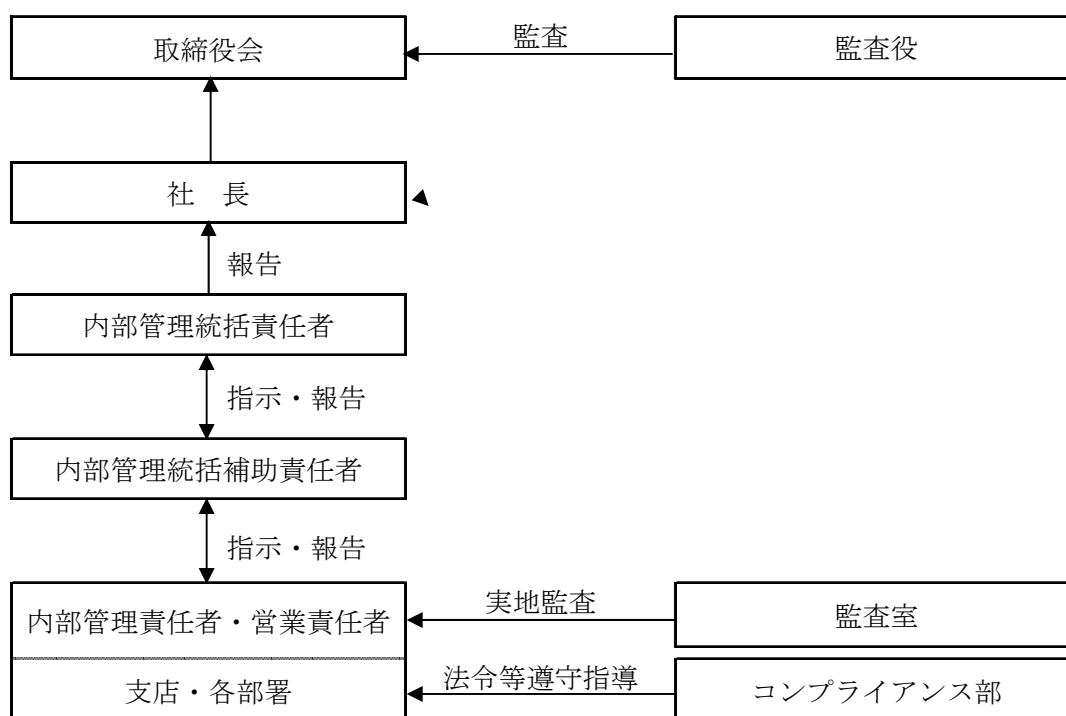 取締役会
監査
監査役
社　長
報告
内部管理統括責任者
指示・報告
内部管理統括補助責任者
指示・報告
内部管理責任者・営業責任者
実地監査
監査室
支店・各部署
法令等遵守指導
コンプライアンス部